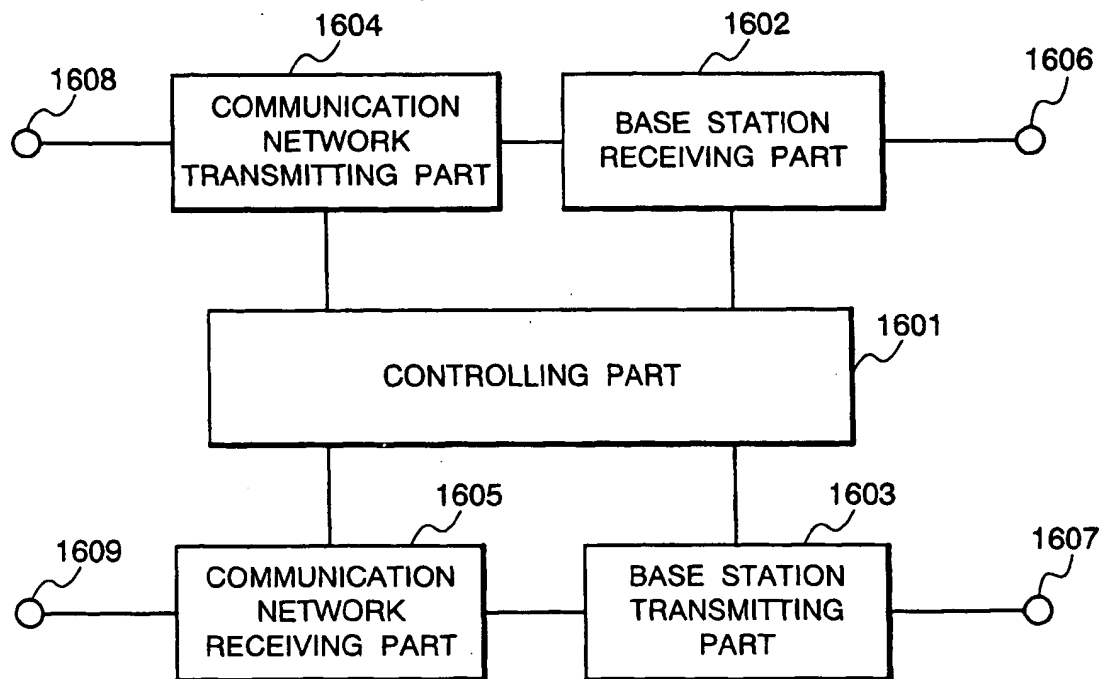 1604
1602
1608
1606
COMMUNICATION
NETWORK
TRANSMITTING PART
BASE STATION
RECEIVING PART
1601
CONTROLLING PART
1605
1603
1609
1607
COMMUNICATION
NETWORK
RECEIVING PART
BASE STATION
TRANSMITTING
PART